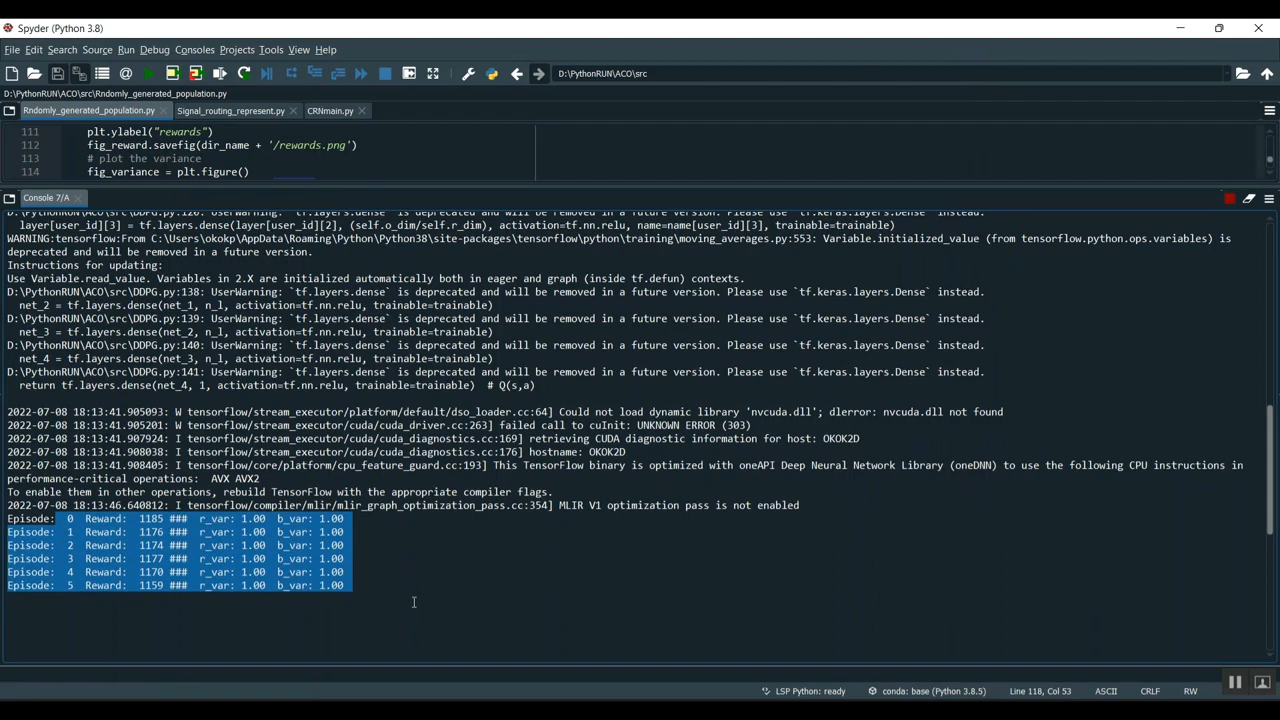 Spyder (Python 3.8)
File Edit Search Source Run Debug Consoles Projects Tools View Help
D:\PythonRUN\ACO\src
D:\PythonRUN\ACO\src\Rndomly_generated_population.py
Rndomly_generated_population.py Signal_routing_represent.py CRNmain.py
111 plt.ylabel("rewards")
112 fig_reward.savefig(dir_name + '/rewards.png')
113 # plot the variance
114 fig_variance = plt.figure()
Console 7/A
D:\PythonRUN\ACO\src\DDPG.py:120: UserWarning: `tf.layers.dense` is deprecated and will be removed in a future version. Please use `tf.keras.layers.Dense` instead.
layer[user_id][3] = tf.layers.dense(layer[user_id][2], (self.o_dim/self.r_dim), activation=tf.nn.relu, name=name[user_id][3], trainable=trainable)
WARNING:tensorflow:From C:\Users\okokp\AppData\Roaming\Python\Python38\site-packages\tensorflow\python\training\moving_averages.py:553: Variable.initialized_value (from tensorflow.python.ops.variables) is
deprecated and will be removed in a future version.
Instructions for updating:
Use Variable.read_value. Variables in 2.X are initialized automatically both in eager and graph (inside tf.defun) contexts.
D:\PythonRUN\ACO\src\DDPG.py:138: UserWarning: `tf.layers.dense` is deprecated and will be removed in a future version. Please use `tf.keras.layers.Dense` instead.
net_2 = tf.layers.dense(net_1, n_l, activation=tf.nn.relu, trainable=trainable)
D:\PythonRUN\ACO\src\DDPG.py:139: UserWarning: `tf.layers.dense` is deprecated and will be removed in a future version. Please use `tf.keras.layers.Dense` instead.
net_3 = tf.layers.dense(net_2, n_l, activation=tf.nn.relu, trainable=trainable)
D:\PythonRUN\ACO\src\DDPG.py:140: UserWarning: `tf.layers.dense` is deprecated and will be removed in a future version. Please use `tf.keras.layers.Dense` instead.
net_4 = tf.layers.dense(net_3, n_l, activation=tf.nn.relu, trainable=trainable)
D:\PythonRUN\ACO\src\DDPG.py:141: UserWarning: `tf.layers.dense` is deprecated and will be removed in a future version. Please use `tf.keras.layers.Dense` instead.
return tf.layers.dense(net_4, 1, activation=tf.nn.relu, trainable=trainable) # Q(s,a)
2022-07-08 18:13:41.905093: W tensorflow/stream_executor/platform/default/dso_loader.cc:64] Could not load dynamic library 'nvcuda.dll'; dlerror: nvcuda.dll not found
2022-07-08 18:13:41.905201: W tensorflow/stream_executor/cuda/cuda_driver.cc:263] failed call to cuInit: UNKNOWN ERROR (303)
2022-07-08 18:13:41.907924: I tensorflow/stream_executor/cuda/cuda_diagnostics.cc:169] retrieving CUDA diagnostic information for host: OKOK2D
2022-07-08 18:13:41.908038: I tensorflow/stream_executor/cuda/cuda_diagnostics.cc:176] hostname: OKOK2D
2022-07-08 18:13:41.908405: I tensorflow/core/platform/cpu_feature_guard.cc:193] This TensorFlow binary is optimized with oneAPI Deep Neural Network Library (oneDNN) to use the following CPU instructions in
performance-critical operations: AVX AVX2
To enable them in other operations, rebuild TensorFlow with the appropriate compiler flags.
2022-07-08 18:13:46.640812: I tensorflow/compiler/mlir/mlir_graph_optimization_pass.cc:354] MLIR V1 optimization pass is not enabled
Episode: 0 Reward: 1185 ### r_var: 1.00 b_var: 1.00
Episode: 1 Reward: 1176 ### r_var: 1.00 b_var: 1.00
Episode: 2 Reward: 1174 ### r_var: 1.00 b_var: 1.00
Episode: 3 Reward: 1177 ### r_var: 1.00 b_var: 1.00
Episode: 4 Reward: 1170 ### r_var: 1.00 b_var: 1.00
Episode: 5 Reward: 1159 ### r_var: 1.00 b_var: 1.00
LSP Python: ready conda: base (Python 3.8.5) Line 118, Col 53 ASCII CRLF RW